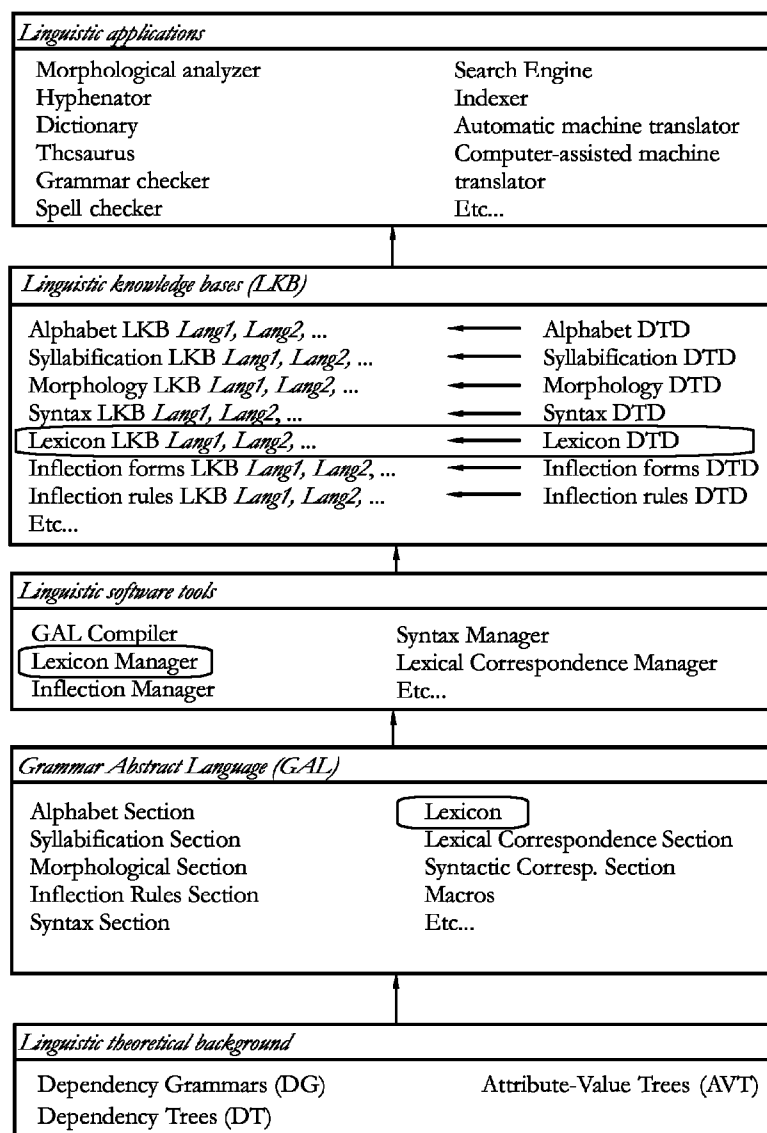 Linguistic applications
Morphological analyzer
Hyphenator
Dictionary
Thesaurus
Grammar checker
Spell checker
Search Engine
Indexer
Automatic machine translator
Computer-assisted machine
translator
Etc...
Linguistic knowledge bases (LKB)
Alphabet LKB Lang1, Lang2, ... Alphabet DTD
Syllabification LKB Lang1, Lang2, ... Syllabification DTD
Morphology LKB Lang1, Lang2, ... Morphology DTD
Syntax LKB Lang1, Lang2, ... Syntax DTD
Lexicon LKB Lang1, Lang2, ... Lexicon DTD
Inflection forms LKB Lang1, Lang2, ... Inflection forms DTD
Inflection rules LKB Lang1, Lang2, ... Inflection rules DTD
Etc...
Linguistic software tools
GAL Compiler
Lexicon Manager
Inflection Manager
Syntax Manager
Lexical Correspondence Manager
Etc...
Grammar Abstract Language (GAL)
Alphabet Section
Syllabification Section
Morphological Section
Inflection Rules Section
Syntax Section
Lexicon
Lexical Correspondence Section
Syntactic Corresp. Section
Macros
Etc...
Linguistic theoretical background
Dependency Grammars (DG)
Dependency Trees (DT)
Attribute-Value Trees (AVT)